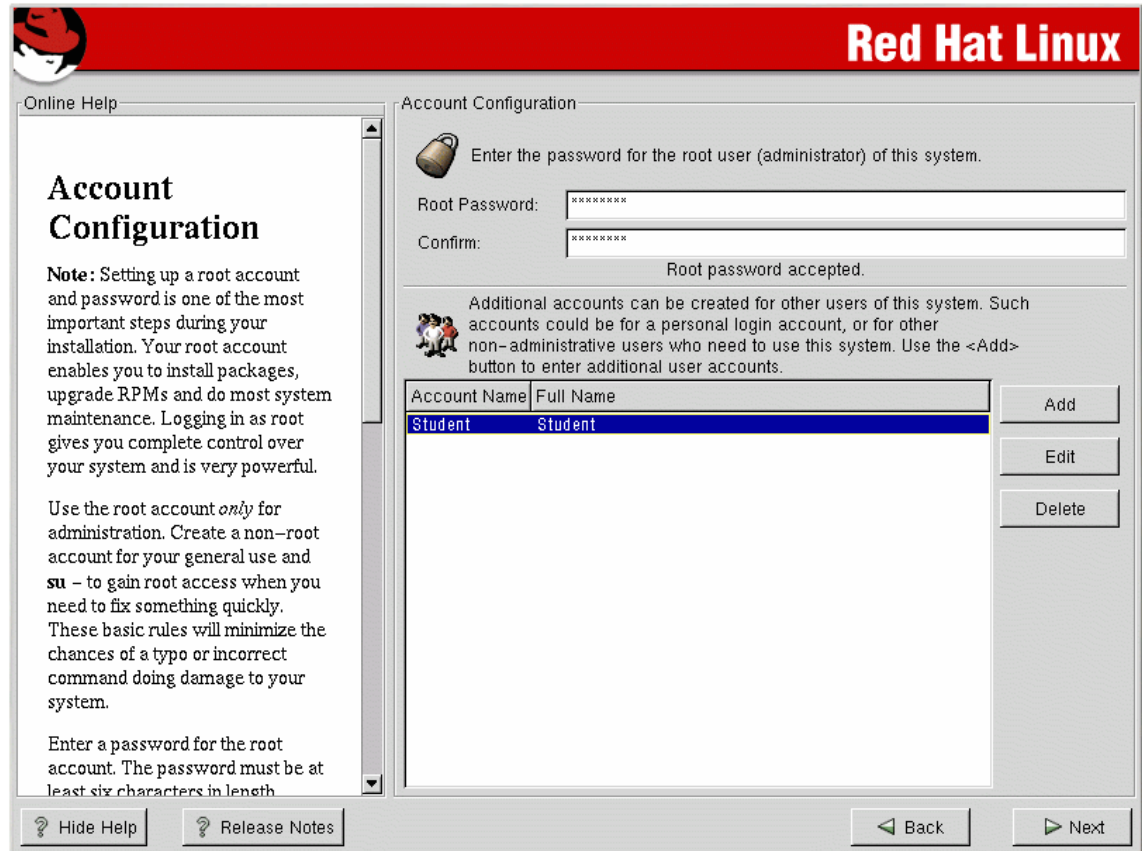 Red Hat Linux
Online Help
Account
Configuration
Note: Setting up a root account
and password is one of the most
important steps during your
installation. Your root account
enables you to install packages,
upgrade RPMs and do most system
maintenance. Logging in as root
gives you complete control over
your system and is very powerful.
Use the root account only for
administration. Create a non-root
account for your general use and
su - to gain root access when you
need to fix something quickly.
These basic rules will minimize the
chances of a typo or incorrect
command doing damage to your
system.
Enter a password for the root
account. The password must be at
least six characters in length.
Account Configuration
Enter the password for the root user (administrator) of this system.
Root Password: ********
Confirm: ********
Root password accepted.
Additional accounts can be created for other users of this system. Such
accounts could be for a personal login account, or for other
non-administrative users who need to use this system. Use the <Add>
button to enter additional user accounts.
Account Name Full Name
Student Student
Add
Edit
Delete
? Hide Help
? Release Notes
Back
Next